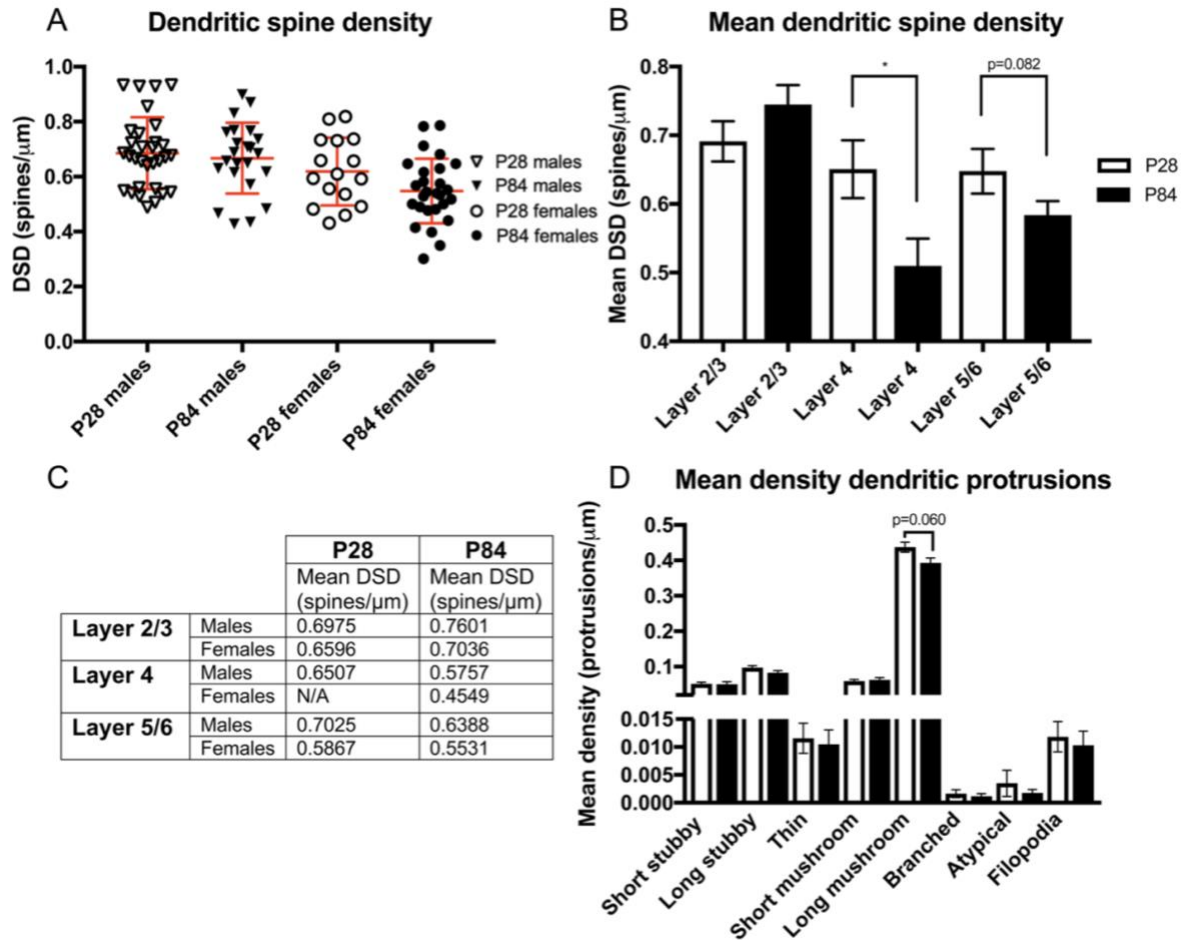 A
Dendritic spine density
DSD (spines/µm)
1.0
0.8
0.6
0.4
0.2
0.0
P28 males
P84 males
P28 females
P84 females
P28 males
P84 males
P28 females
P84 females
B
Mean dendritic spine density
Mean DSD (spines/µm)
0.8
0.7
0.6
0.5
0.4
*
p=0.082
P28
P84
Layer 2/3
Layer 2/3
Layer 4
Layer 4
Layer 5/6
Layer 5/6
C
P28 P84
Mean DSD Mean DSD
(spines/µm) (spines/µm)
Layer 2/3 Males 0.6975 0.7601
Females 0.6596 0.7036
Layer 4 Males 0.6507 0.5757
Females N/A 0.4549
Layer 5/6 Males 0.7025 0.6388
Females 0.5867 0.5531
D
Mean density dendritic protrusions
Mean density (protrusions/µm)
0.5
0.4
0.3
0.2
0.1
0.015
0.010
0.005
0.000
p=0.060
Short stubby
Long stubby
Thin
Short mushroom
Long mushroom
Branched
Atypical
Filopodia